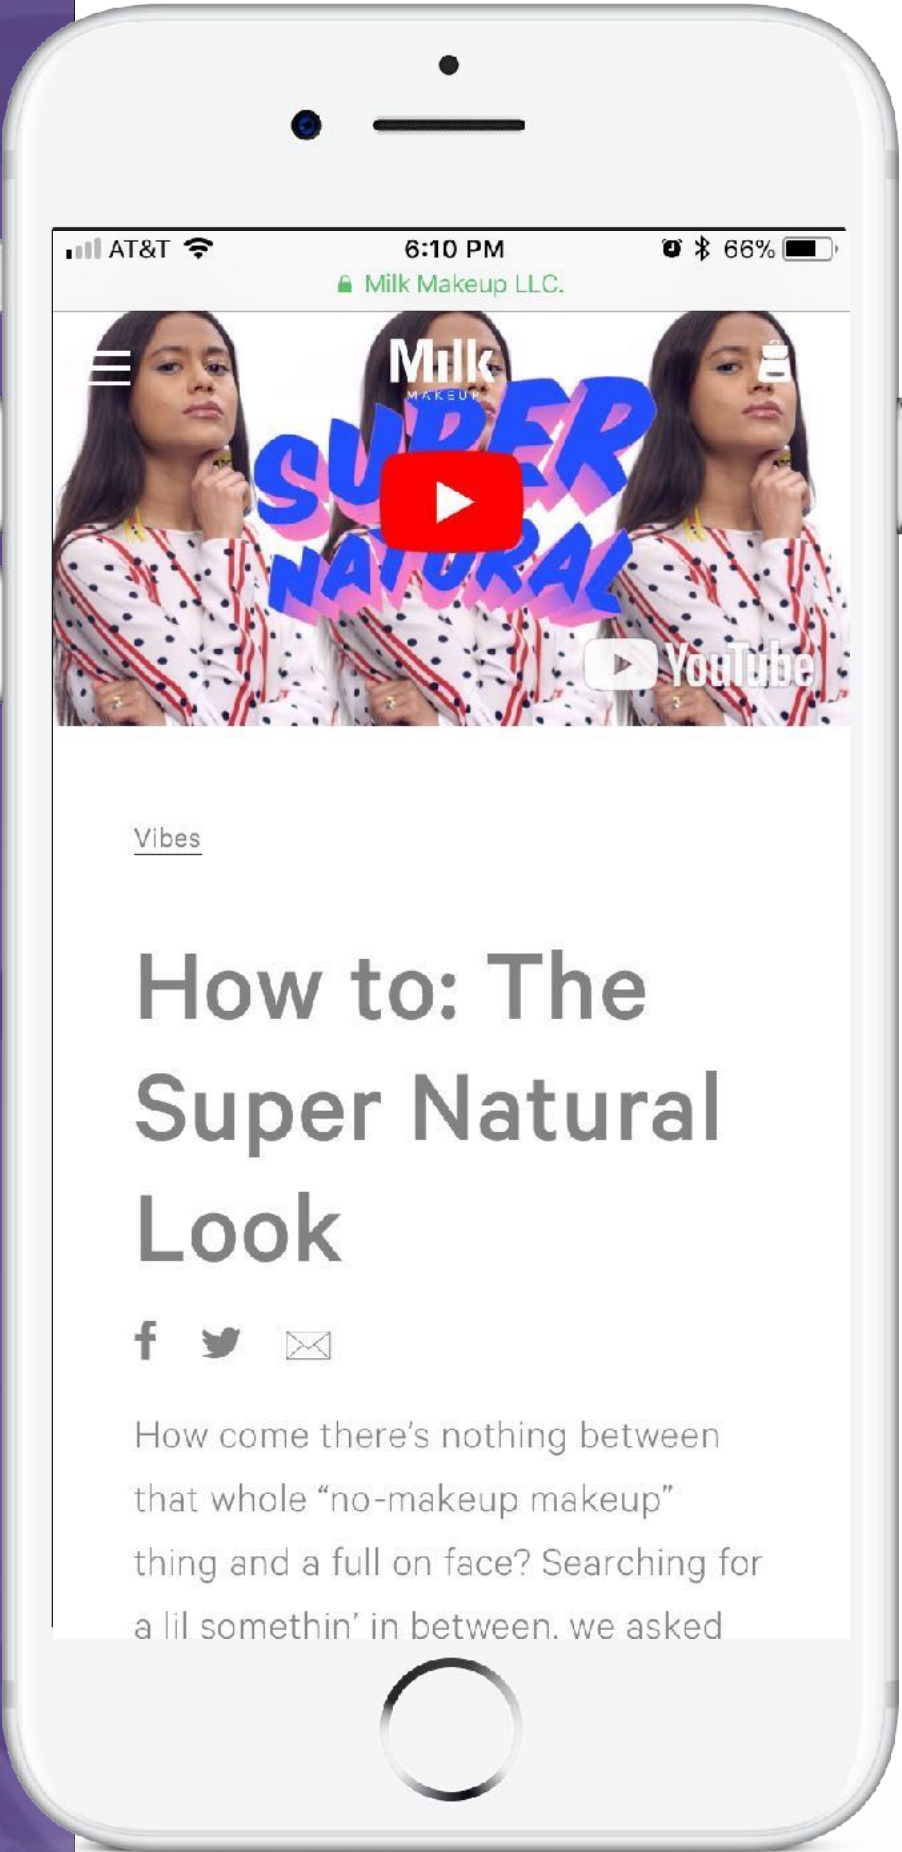 AT&T 6:10 PM 66%
Milk Makeup LLC.
Milk
MAKEUP
SUPER
NATURAL
YouTube
Vibes
How to: The
Super Natural
Look
How come there’s nothing between
that whole “no-makeup makeup”
thing and a full on face? Searching for
a lil somethin’ in between, we asked